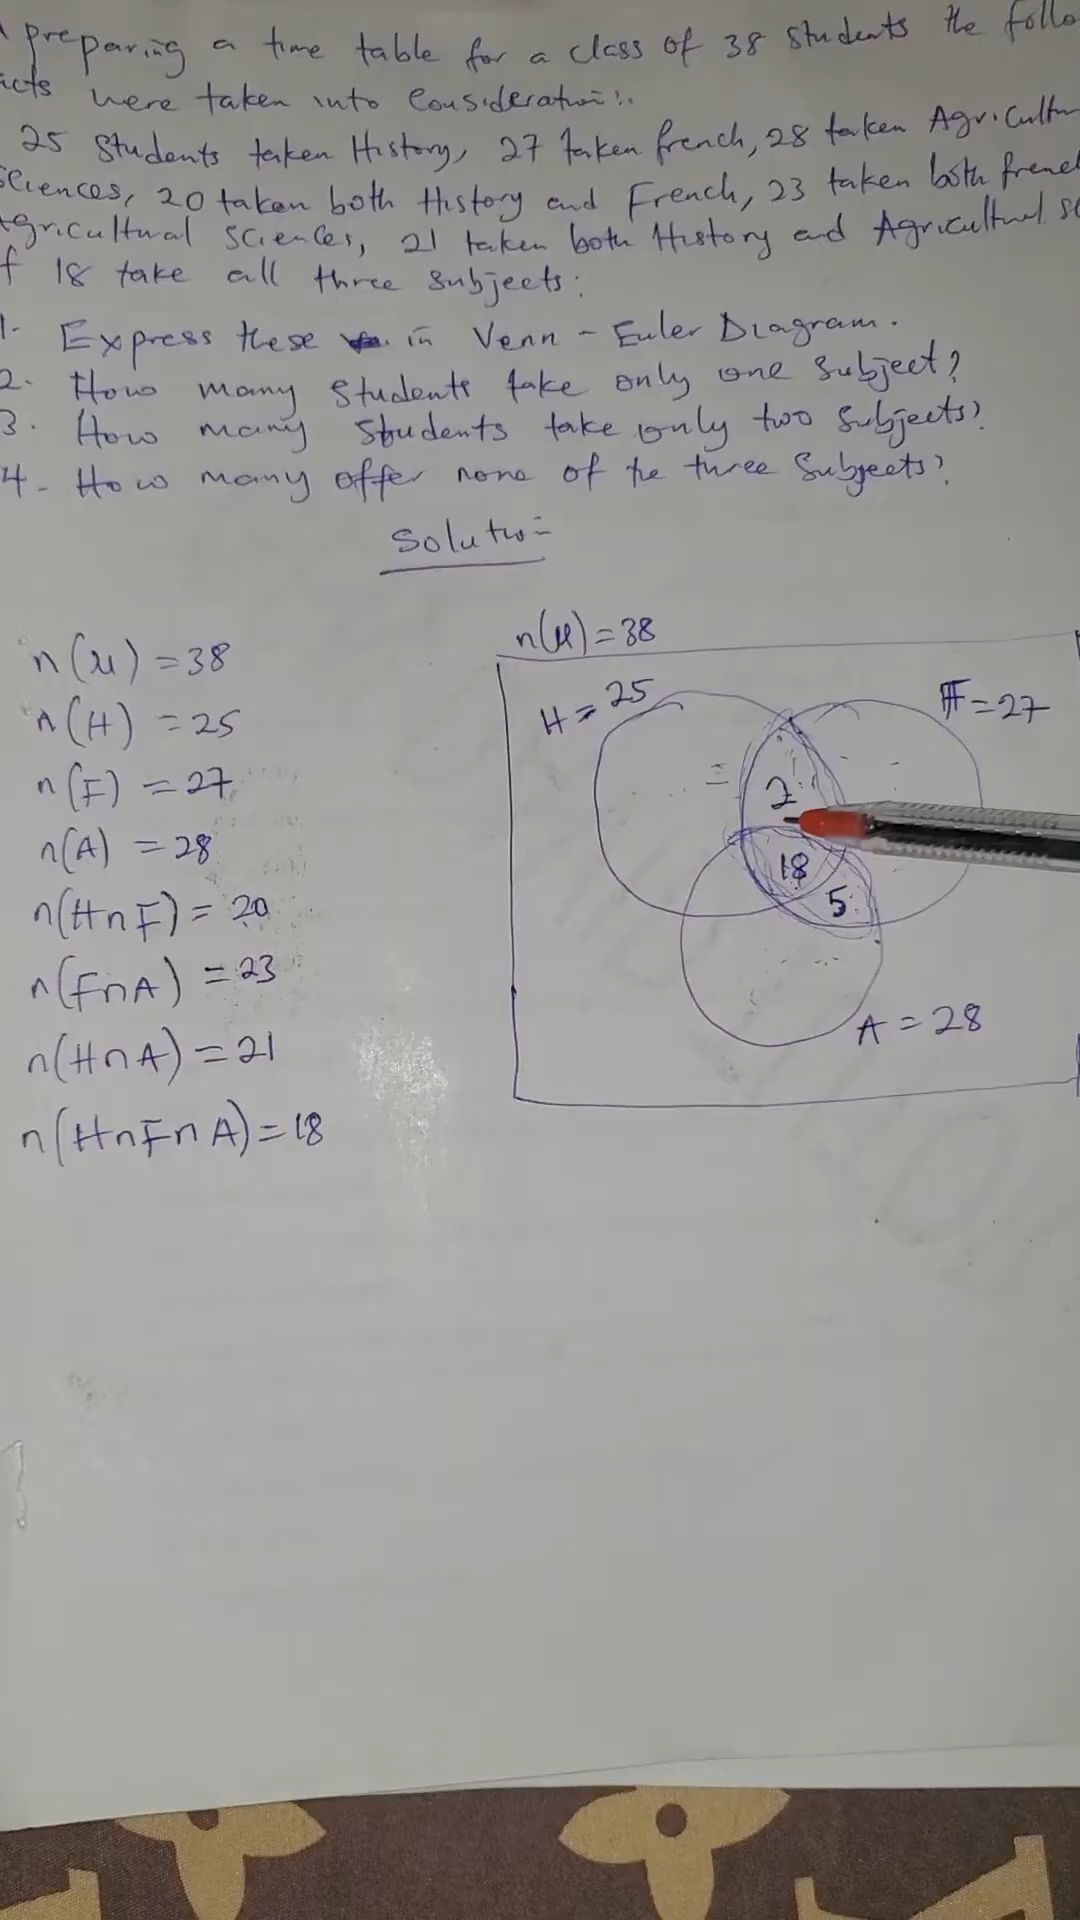 preparing a time table for a class of 38 students the follo
acts were taken into Consideration:.
25 Students taken History, 27 taken french, 28 taken Agricultu
Sciences, 20 taken both History and French, 23 taken both frenc
Agricultural Sciences, 21 taken both History and Agricultural Sc
f 18 take all three Subjects:
1. Express these in Venn - Euler Diagram.
2. How many students take only one Subject?
3. How many students take only two Subjects?
4. How many offer none of the three Subjects?
Solution
n(μ) = 38
n(H) = 25
n(F) = 27
n(A) = 28
n(H∩F) = 20
n(F∩A) = 23
n(H∩A) = 21
n(H∩F∩A) = 18
n(μ) = 38
H = 25
F = 27
=
2
18
5
A = 28